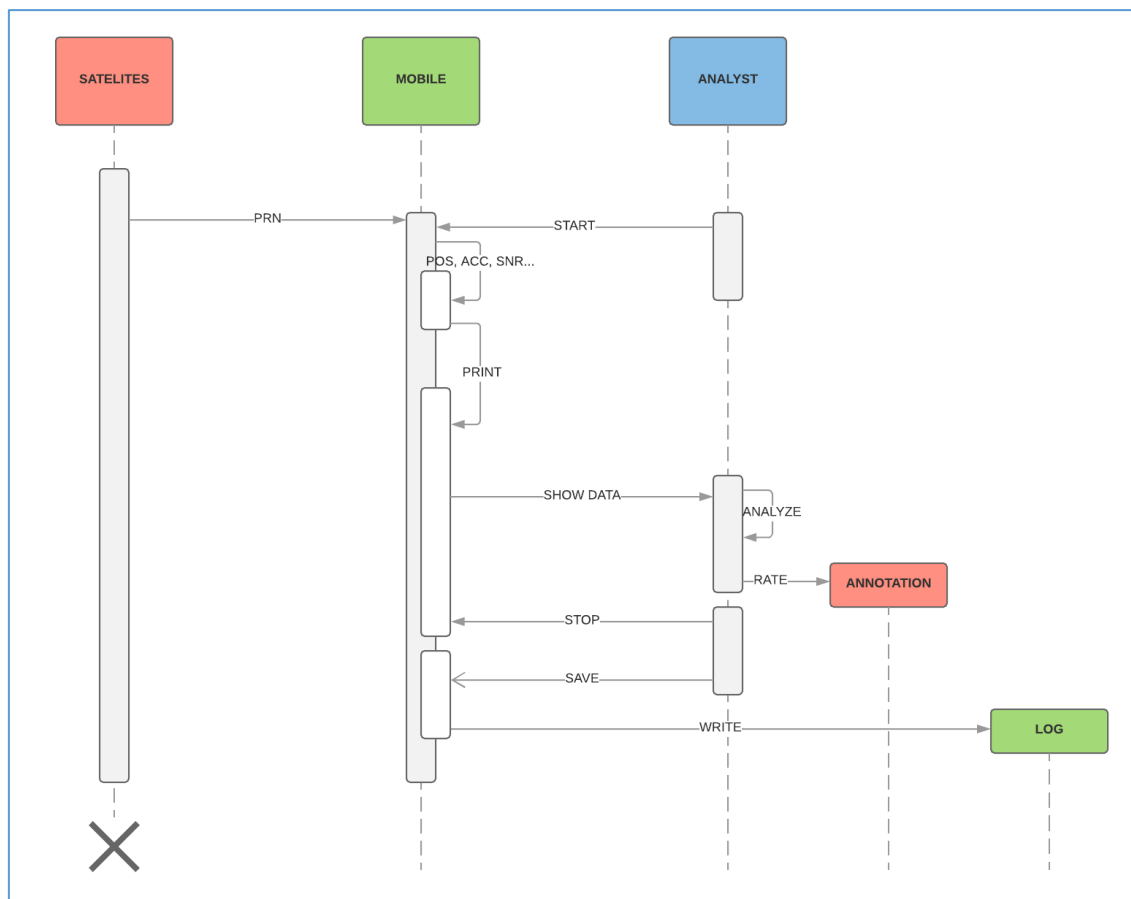 SATELITES
MOBILE
ANALYST
PRN
START
POS, ACC, SNR...
PRINT
SHOW DATA
ANALYZE
RATE
ANNOTATION
STOP
SAVE
WRITE
LOG